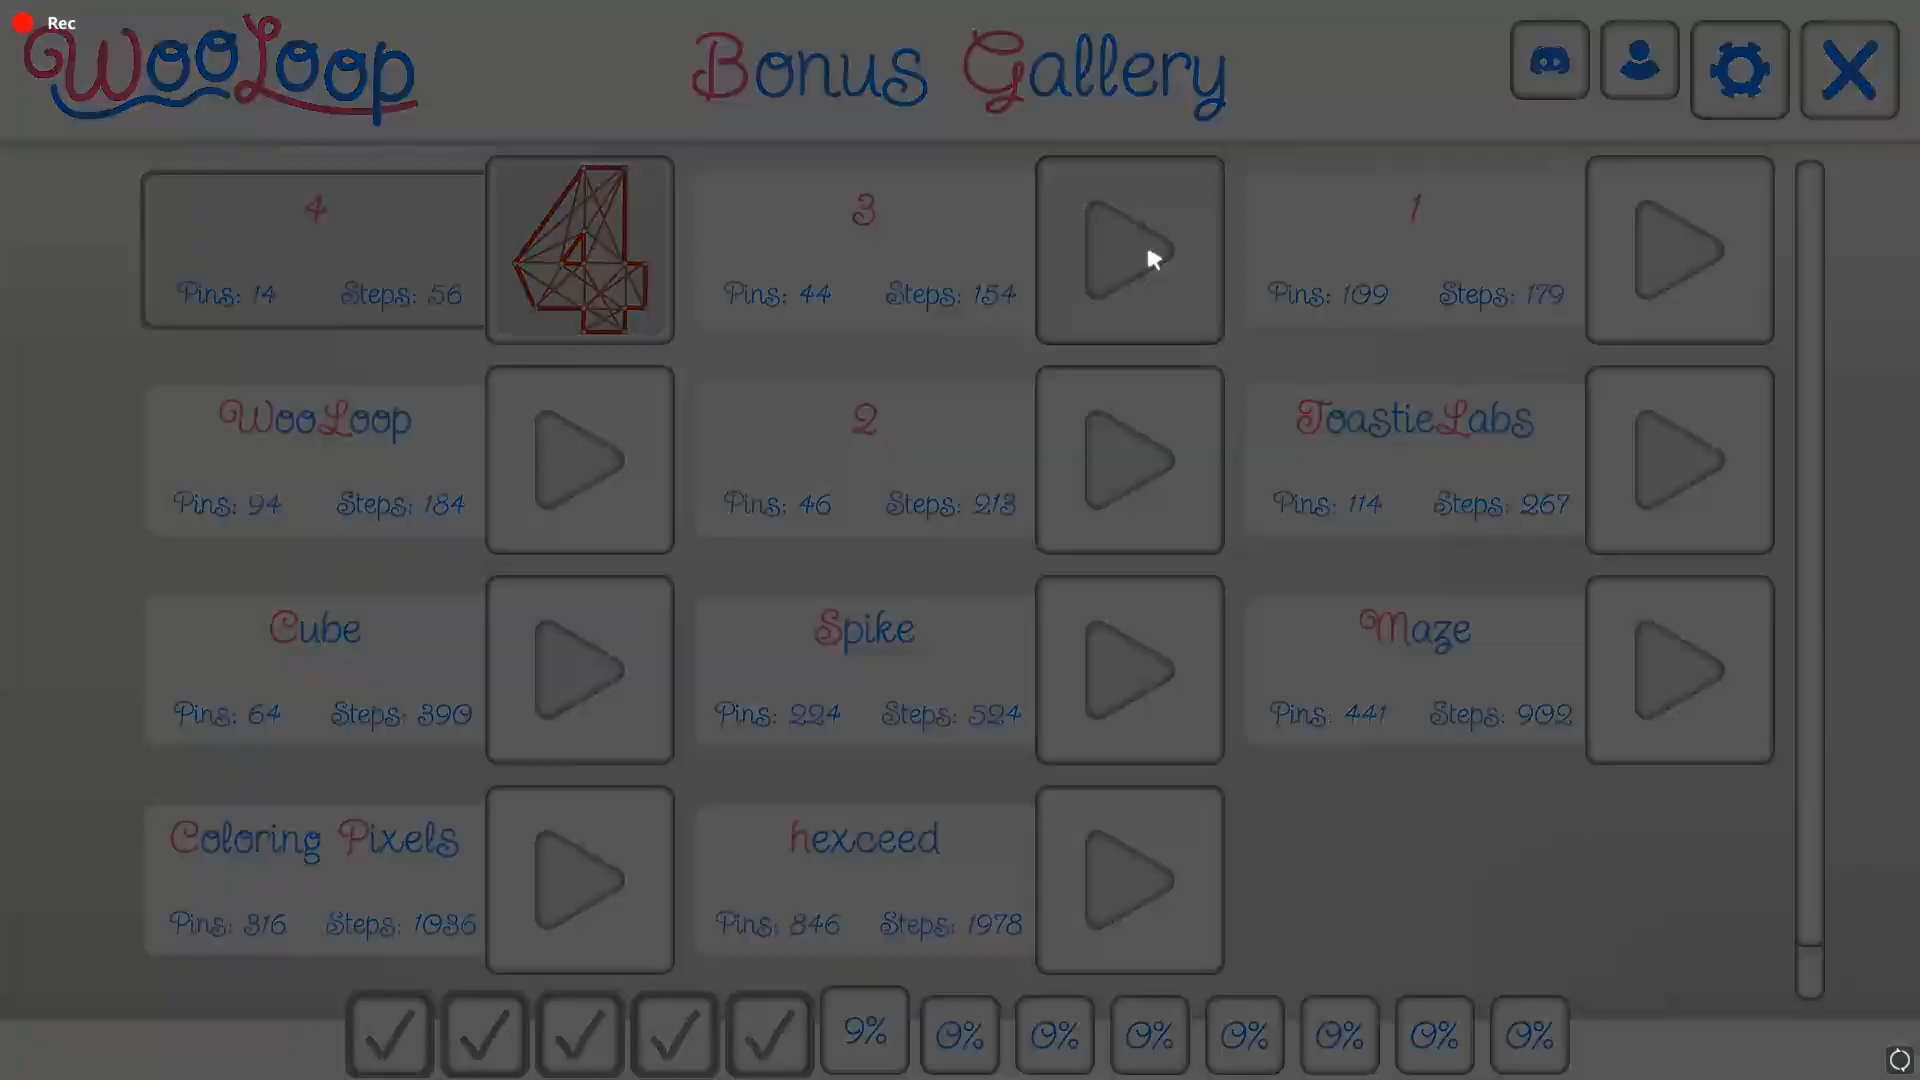 Rec
WooLoop
Bonus Gallery
4
Pins: 14 Steps: 56
3
Pins: 44 Steps: 154
1
Pins: 109 Steps: 179
WooLoop
Pins: 94 Steps: 184
2
Pins: 46 Steps: 213
ToastieLabs
Pins: 114 Steps: 267
Cube
Pins: 64 Steps: 390
Spike
Pins: 224 Steps: 524
Maze
Pins: 441 Steps: 902
Coloring Pixels
Pins: 316 Steps: 1036
hexceed
Pins: 846 Steps: 1978
9% 0% 0% 0% 0% 0% 0% 0%